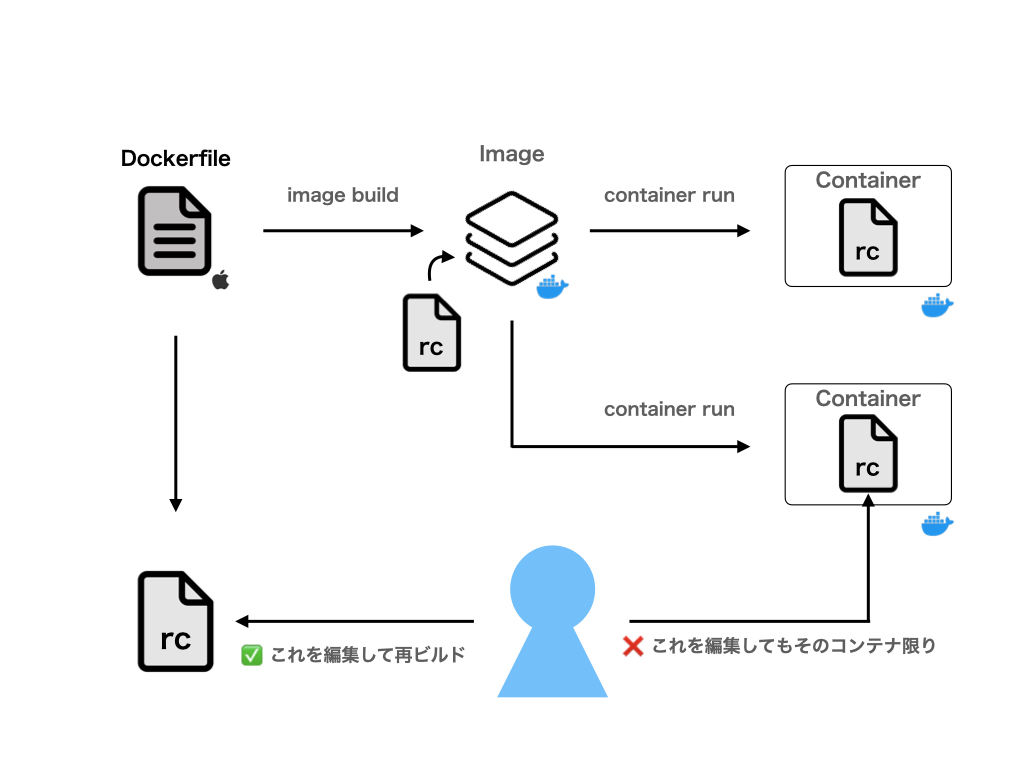 Dockerfile
Image
image build
container run
Container
rc
rc
container run
Container
rc
rc
✅ これを編集して再ビルド
❌ これを編集してもそのコンテナ限り